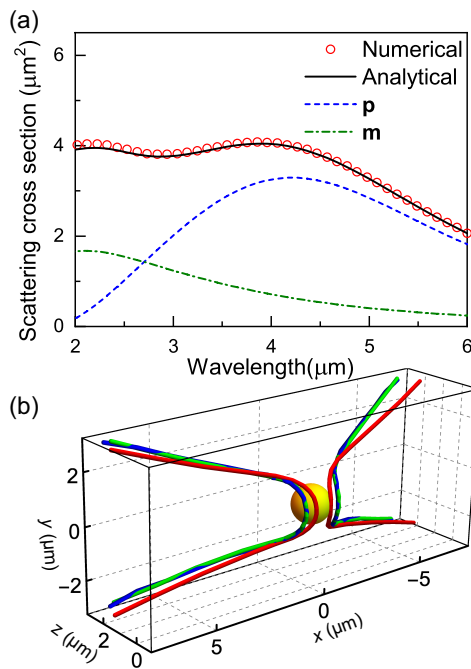 (a)
6
4
2
0
Scattering cross section (μm²)
Numerical
Analytical
p
m
2 3 4 5 6
Wavelength(μm)
(b)
2
0
−2
y (μm)
2
0
z (μm)
5
0
−5
x (μm)